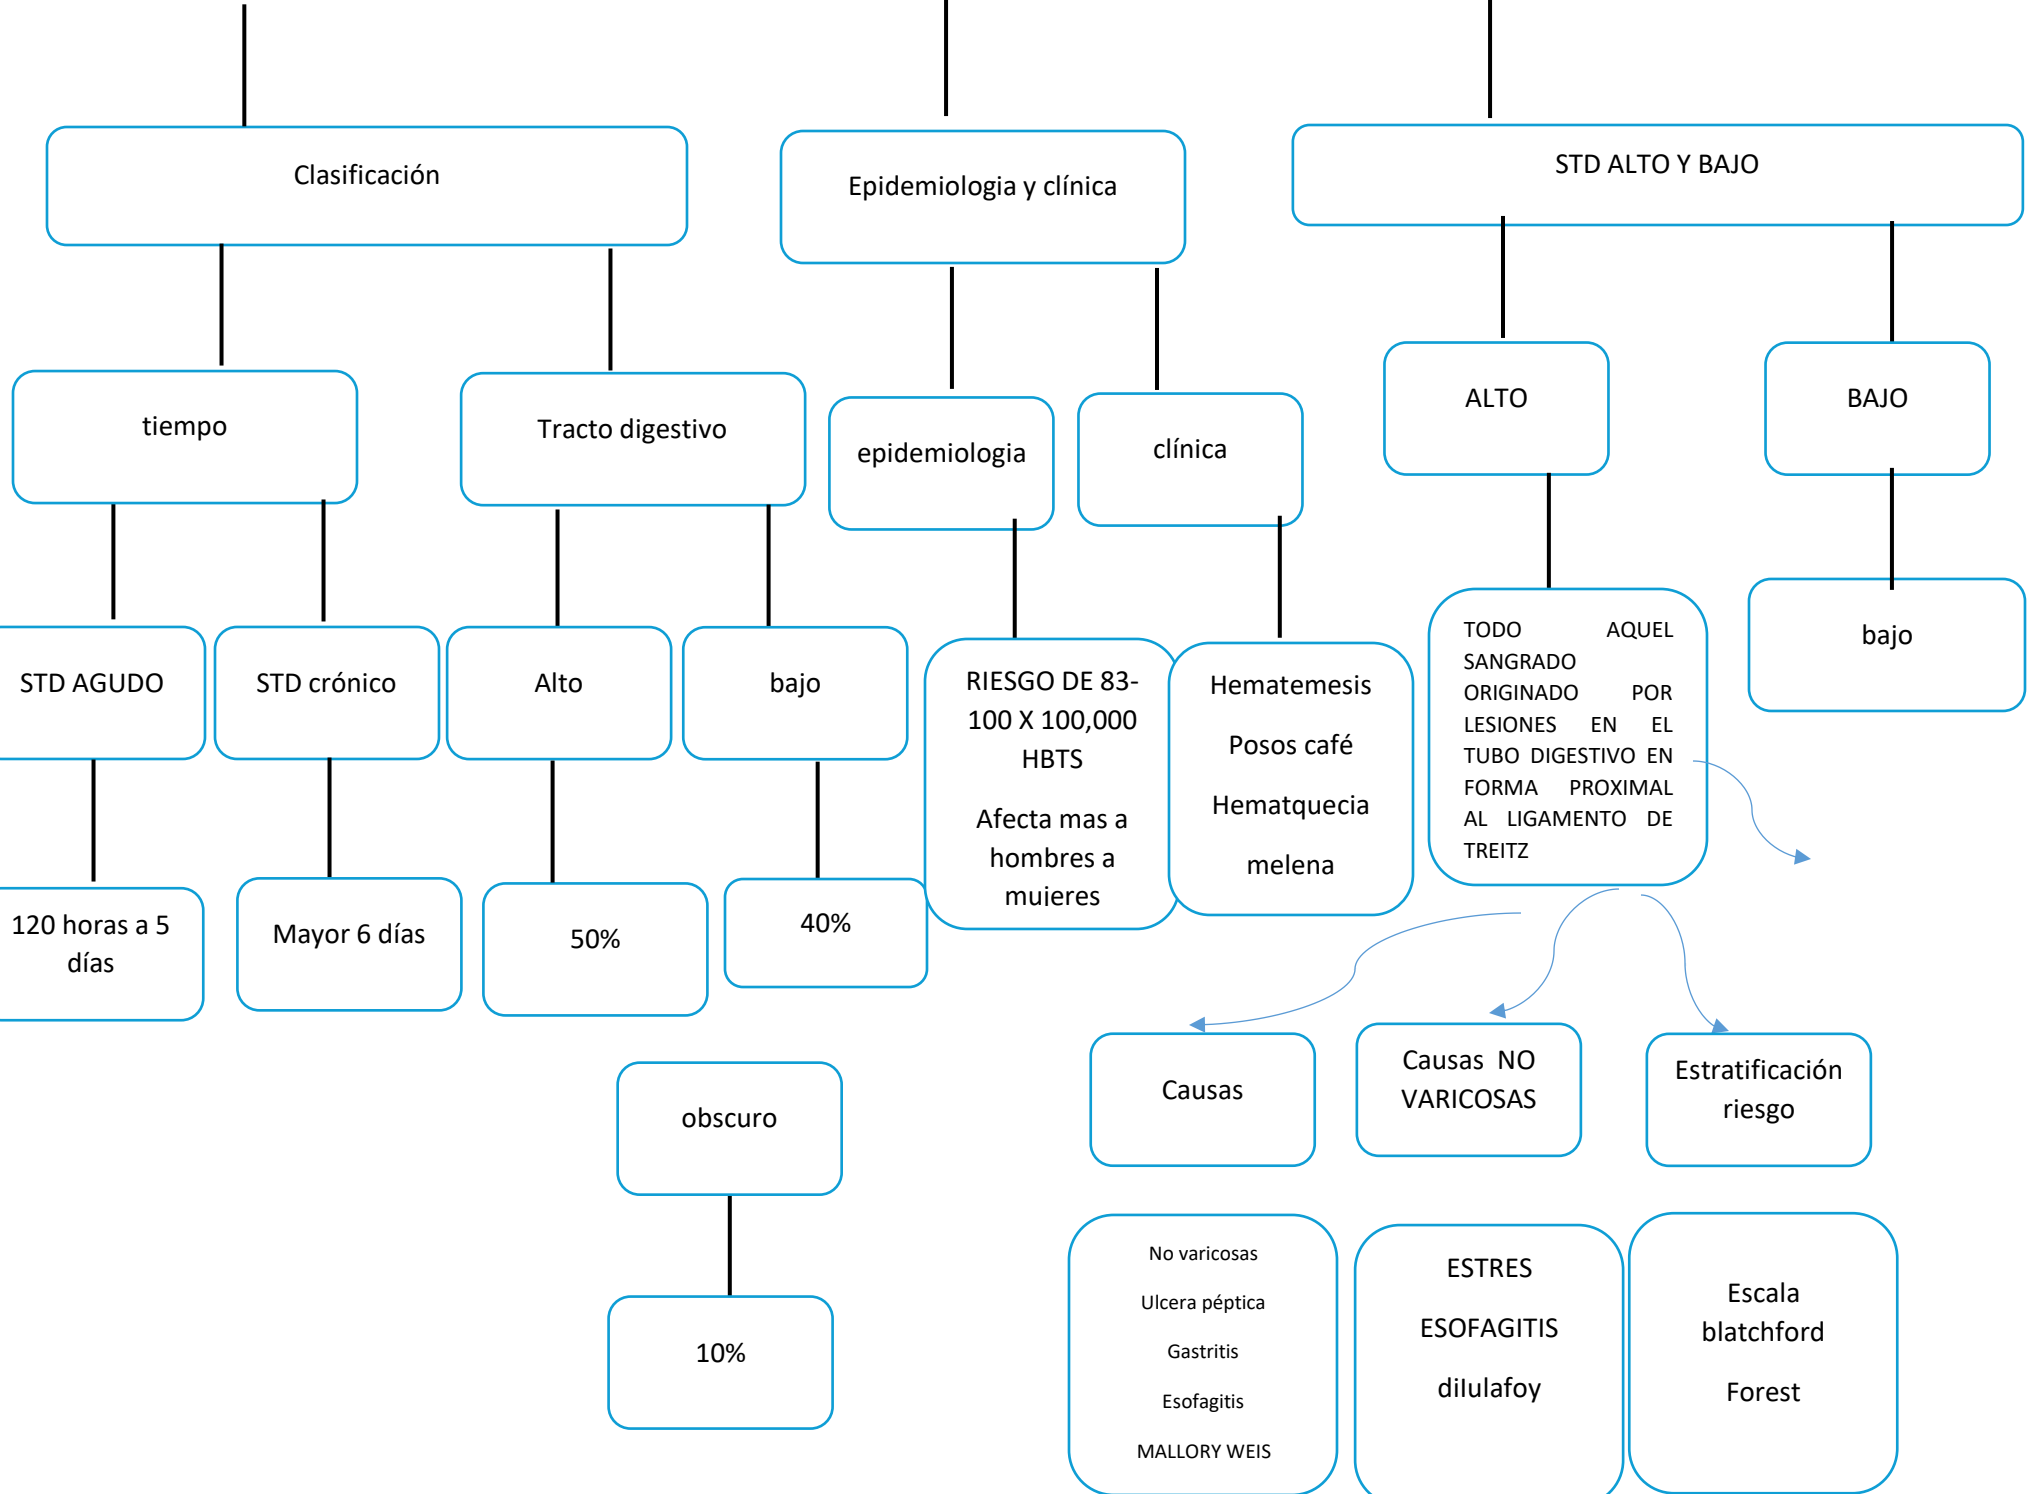 Clasificación
Epidemiologia y clínica
STD ALTO Y BAJO
tiempo
Tracto digestivo
epidemiologia
clínica
ALTO
BAJO
STD AGUDO
STD crónico
Alto
bajo
RIESGO DE 83-
100 X 100,000
HBTS
Afecta mas a
hombres a
mujeres
Hematemesis
Posos café
Hematquecia
melena
TODO AQUEL
SANGRADO
ORIGINADO POR
LESIONES EN EL
TUBO DIGESTIVO EN
FORMA PROXIMAL
AL LIGAMENTO DE
TREITZ
bajo
120 horas a 5
días
Mayor 6 días
50%
40%
obscuro
10%
Causas
Causas NO
VARICOSAS
Estratificación
riesgo
No varicosas
Ulcera péptica
Gastritis
Esofagitis
MALLORY WEIS
ESTRES
ESOFAGITIS
dilulafoy
Escala
blatchford
Forest